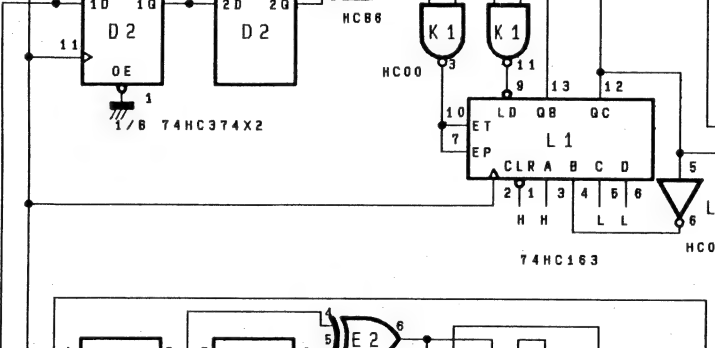 1D 1Q 2D 2Q
D2 D2
HC86
K1 K1
11
OE
1
1/8 74HC374X2
HC00
3 11
9 13 12
10 LD QB QC
ET
7 L1
EP
CLR A B C D
2 1 3 4 5 6
H H L L
5
6
74HC163
4
5 E2 6